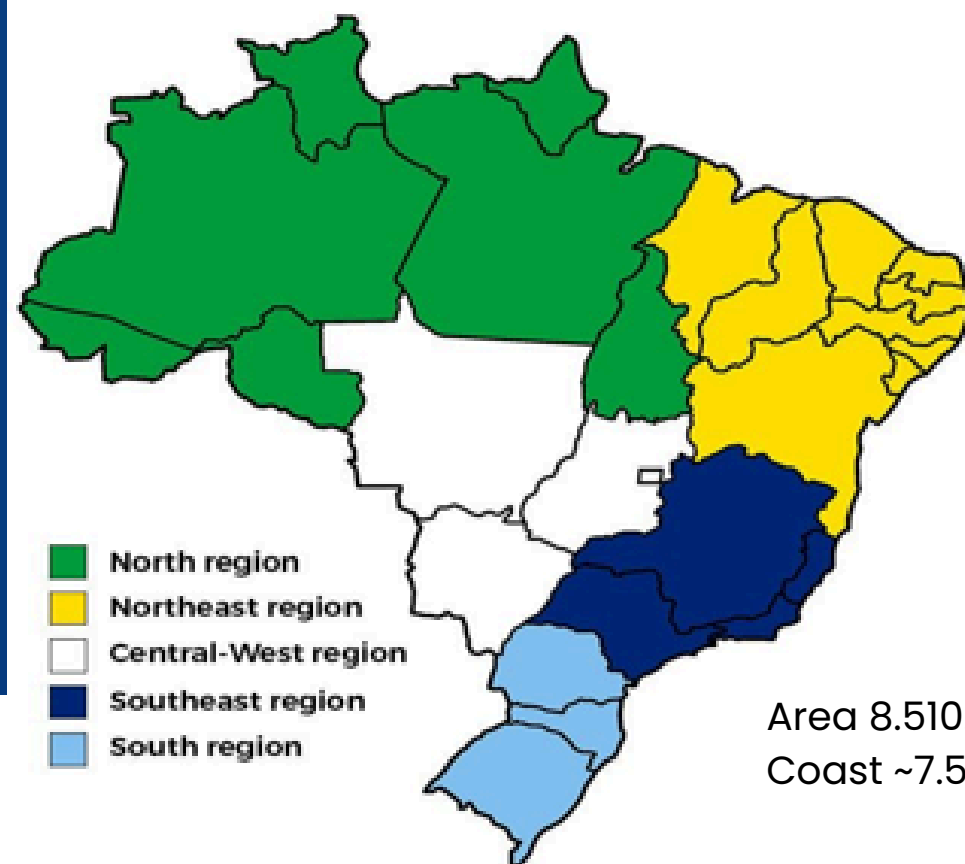 North region
Northeast region
Central-West region
Southeast region
South region
Area 8.510
Coast ~7.5